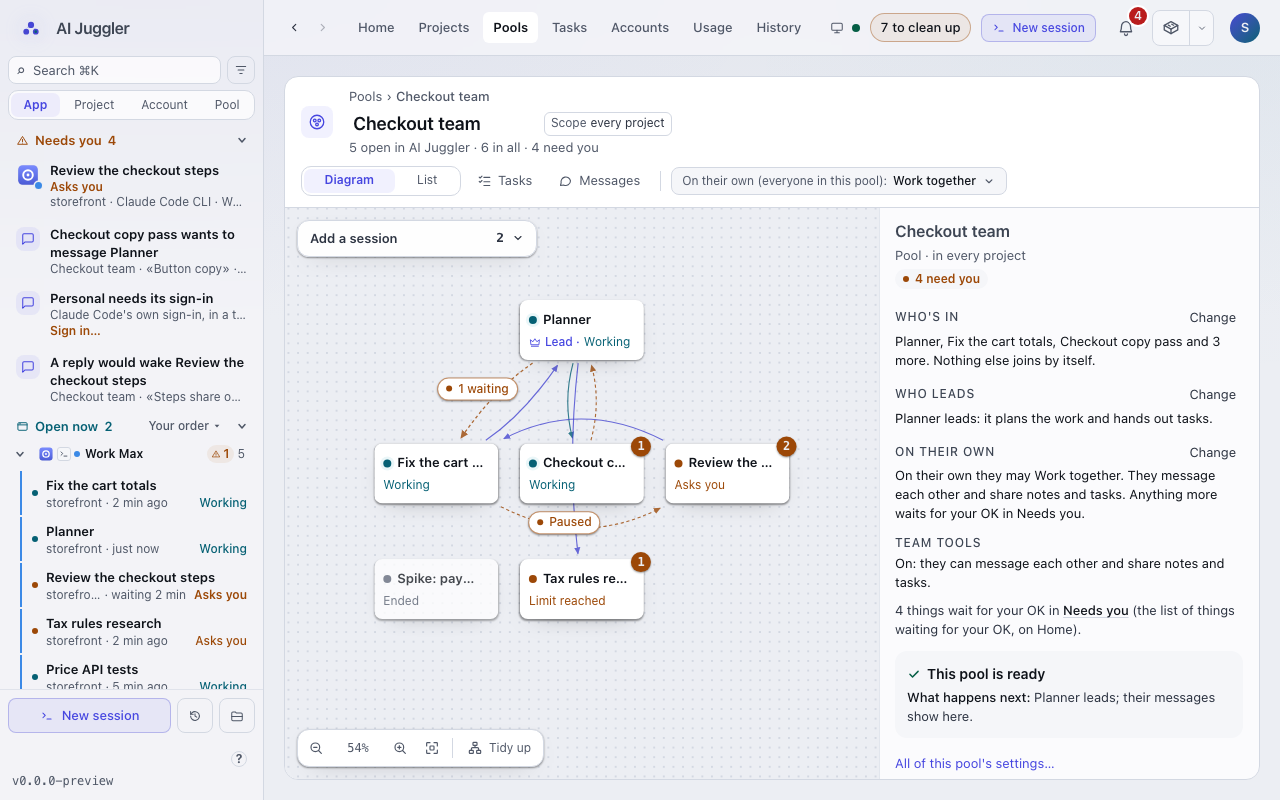 AI Juggler
Search ⌘K
App Project Account Pool
Needs you 4
Review the checkout steps
Asks you
storefront · Claude Code CLI · W...
Checkout copy pass wants to
message Planner
Checkout team · «Button copy» ·...
Personal needs its sign-in
Claude Code's own sign-in, in a t...
Sign in...
A reply would wake Review the
checkout steps
Checkout team · «Steps share o...
Open now 2 Your order
Work Max 1 5
Fix the cart totals
storefront · 2 min ago Working
Planner
storefront · just now Working
Review the checkout steps
storefro... · waiting 2 min Asks you
Tax rules research
storefront · 2 min ago Asks you
Price API tests
storefront · 5 min ago Working
New session
?
v0.0.0-preview
Home Projects Pools Tasks Accounts Usage History
7 to clean up
New session
4
S
Pools › Checkout team
Checkout team
Scope every project
5 open in AI Juggler · 6 in all · 4 need you
Diagram List Tasks Messages
On their own (everyone in this pool): Work together
Add a session 2
Planner
Lead · Working
1 waiting
Fix the cart ...
Working
1
Checkout c...
Working
2
Review the ...
Asks you
Paused
Spike: pay...
Ended
1
Tax rules re...
Limit reached
54%
Tidy up
Checkout team
Pool · in every project
4 need you
WHO'S IN Change
Planner, Fix the cart totals, Checkout copy pass and 3
more. Nothing else joins by itself.
WHO LEADS Change
Planner leads: it plans the work and hands out tasks.
ON THEIR OWN Change
On their own they may Work together. They message
each other and share notes and tasks. Anything more
waits for your OK in Needs you.
TEAM TOOLS
On: they can message each other and share notes and
tasks.
4 things wait for your OK in Needs you (the list of things
waiting for your OK, on Home).
This pool is ready
What happens next: Planner leads; their messages
show here.
All of this pool's settings...